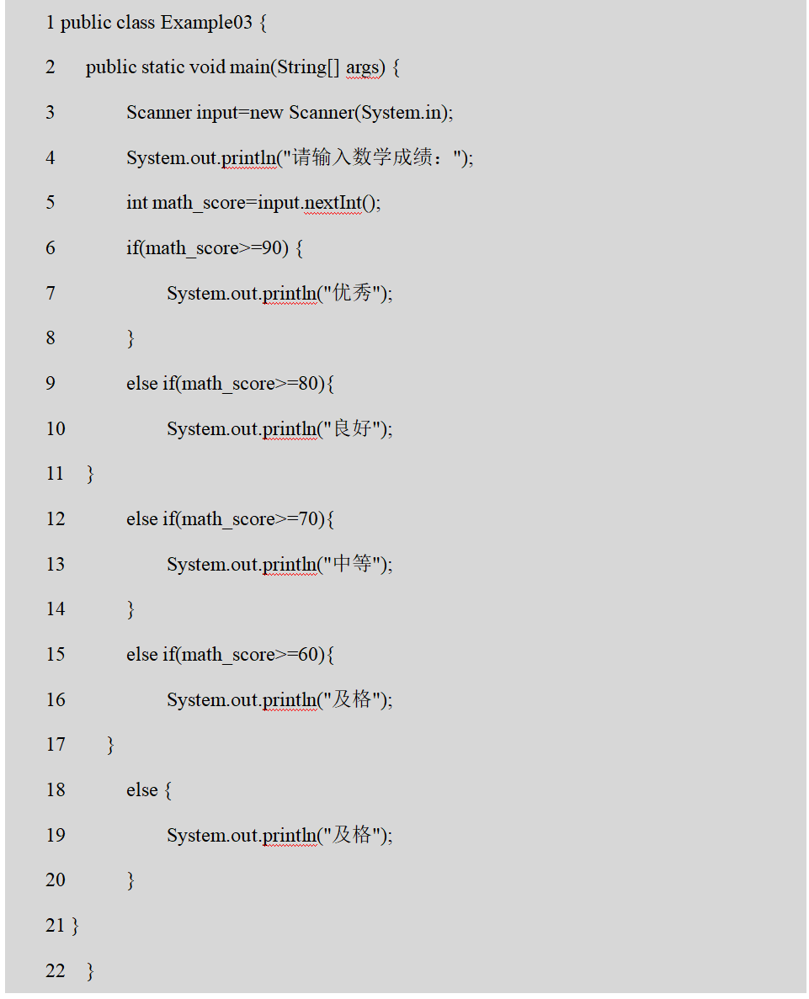 1 public class Example03 {
2 public static void main(String[] args) {
3 Scanner input=new Scanner(System.in);
4 System.out.println("请输入数学成绩：");
5 int math_score=input.nextInt();
6 if(math_score>=90) {
7 System.out.println("优秀");
8 }
9 else if(math_score>=80){
10 System.out.println("良好");
11 }
12 else if(math_score>=70){
13 System.out.println("中等");
14 }
15 else if(math_score>=60){
16 System.out.println("及格");
17 }
18 else {
19 System.out.println("及格");
20 }
21 }
22 }